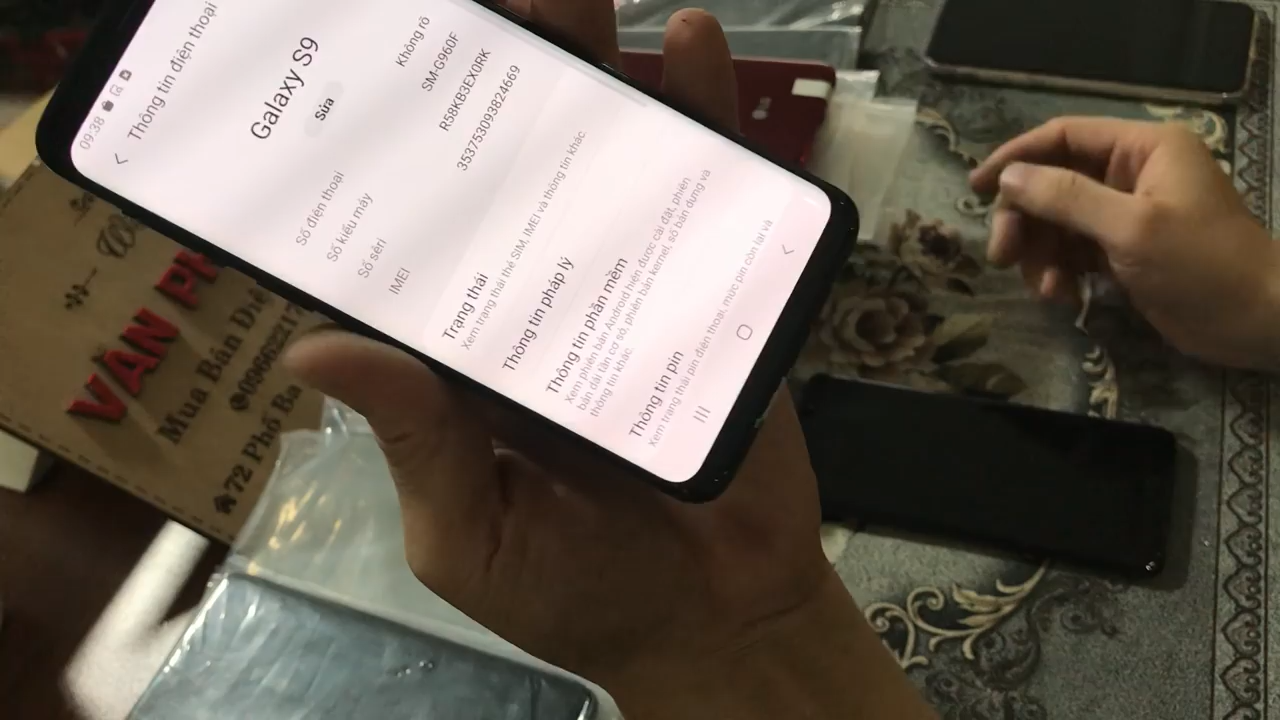 09:38
Thông tin điện thoại
Galaxy S9
Sửa
Số điện thoại Không rõ
Số kiểu máy SM-G960F
Số sêri R58KB3EX0RK
IMEI 353753093824669
Trạng thái
Xem trạng thái thẻ SIM, IMEI và thông tin khác.
Thông tin pháp lý
Thông tin phần mềm
Xem phiên bản Android hiện được cài đặt, phiên
bản dải tần cơ sở, phiên bản kernel, số bản dựng và
thông tin khác.
Thông tin pin
Xem trạng thái pin điện thoại, mức pin còn lại và
VĂN PH
Mua Bán Điệ
72 Phố Ba